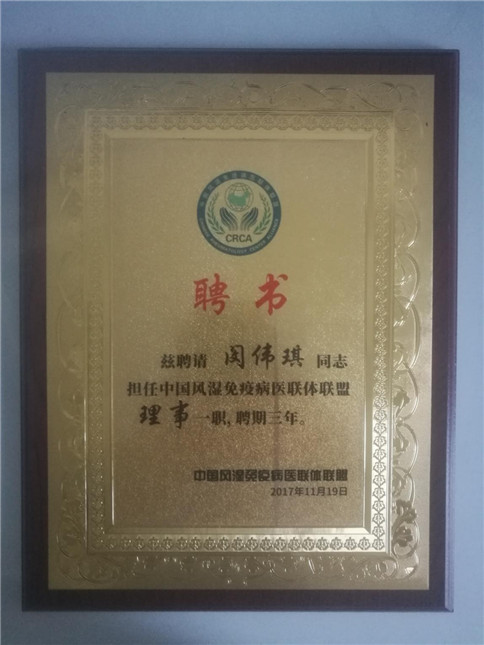 CRCA
聘书
兹聘请 闵伟琪 同志
担任中国风湿免疫病医联体联盟
理事一职,聘期三年。
中国风湿免疫病医联体联盟
2017年11月19日